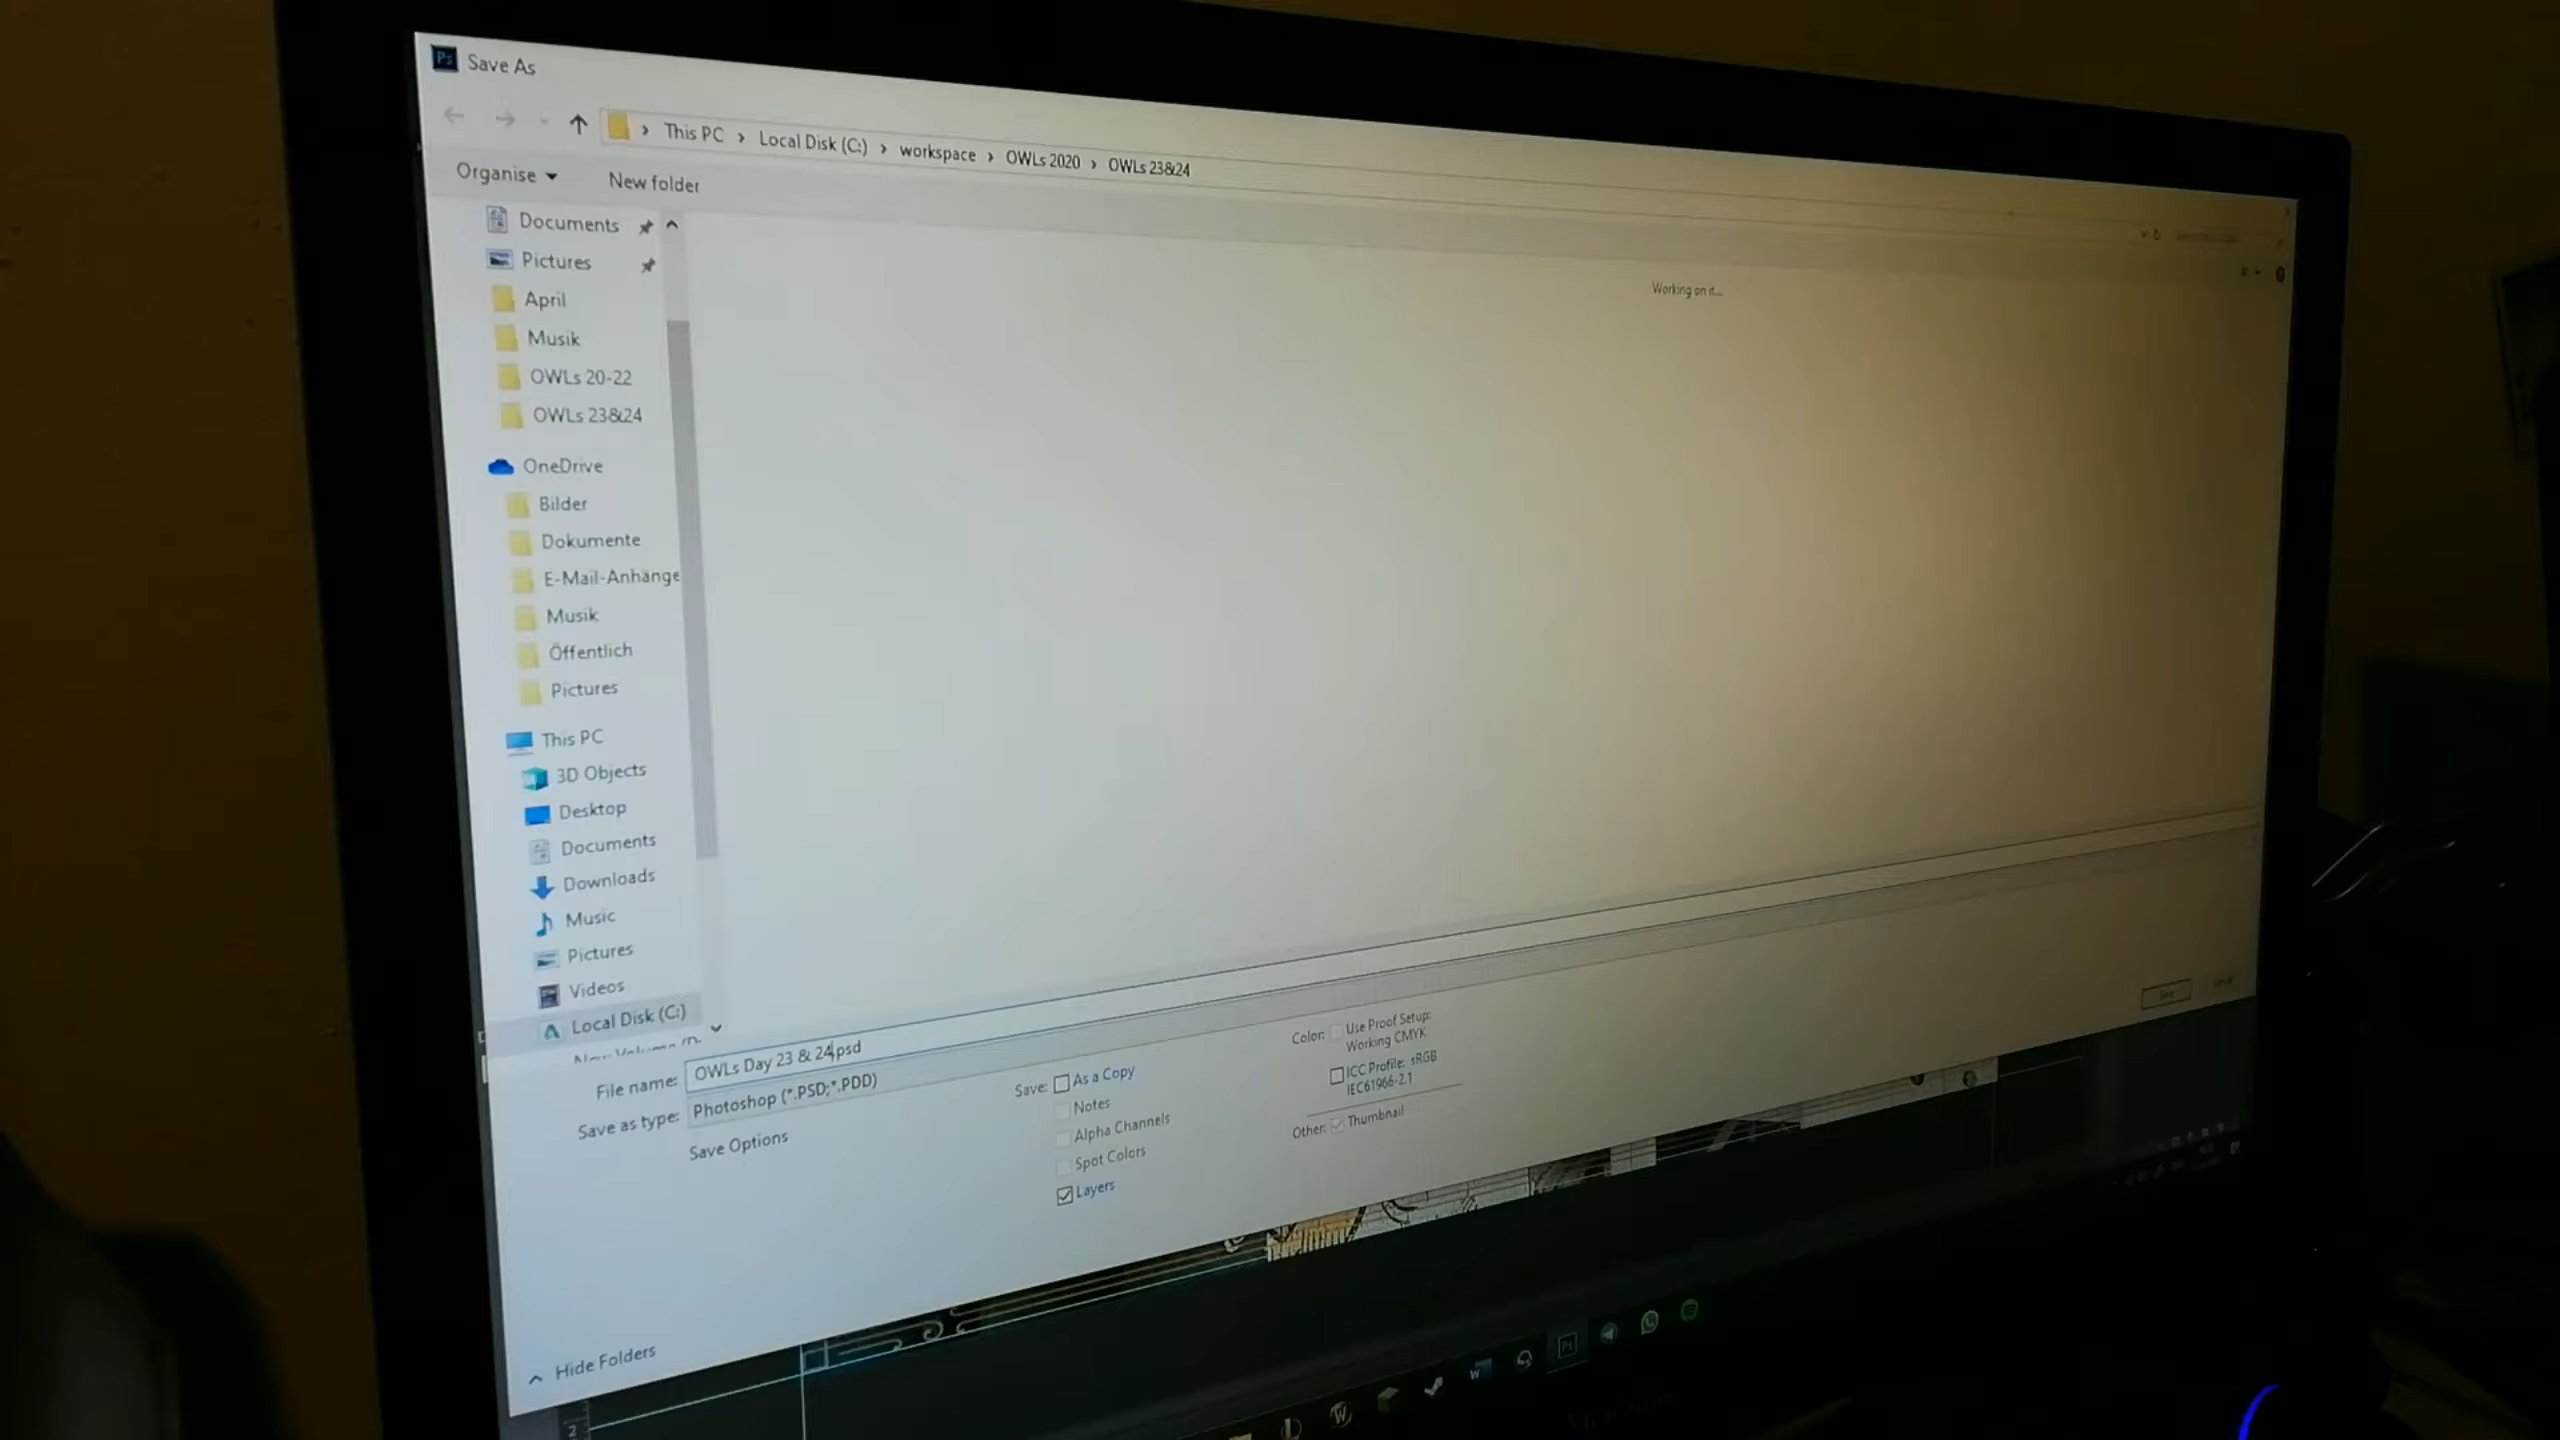 Ps Save As
This PC › Local Disk (C:) › workspace › OWLs 2020 › OWLs 23&24
Organise New folder
Documents
Pictures
April
Musik
OWLs 20-22
OWLs 23&24
OneDrive
Bilder
Dokumente
E-Mail-Anhänge
Musik
Öffentlich
Pictures
This PC
3D Objects
Desktop
Documents
Downloads
Music
Pictures
Videos
Local Disk (C:)
Working on it...
File name: OWLs Day 23 & 24.psd
Save as type: Photoshop (*.PSD;*.PDD)
Save Options
Save: As a Copy
Notes
Alpha Channels
Spot Colors
Layers
Color: Use Proof Setup:
Working CMYK
ICC Profile: sRGB
IEC61966-2.1
Other: Thumbnail
Hide Folders
2